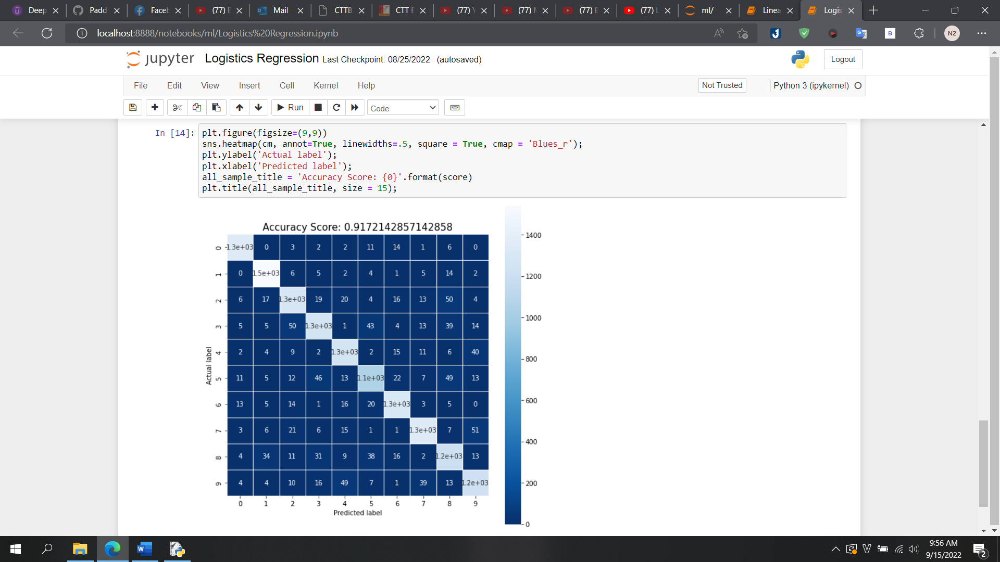 Deep
Padd
Faceb
(77) E
Mail -
CTTB
CTT Đ
(77) Y
(77) M
(77) E
(77) L
ml/
Linea
Logis
localhost:8888/notebooks/ml/Logistics%20Regression.ipynb
N2
jupyter Logistics Regression Last Checkpoint: 08/25/2022 (autosaved)
Logout
File Edit View Insert Cell Kernel Help
Not Trusted
Python 3 (ipykernel)
Run
Code
In [14]:
plt.figure(figsize=(9,9))
sns.heatmap(cm, annot=True, linewidths=.5, square = True, cmap = 'Blues_r');
plt.ylabel('Actual label');
plt.xlabel('Predicted label');
all_sample_title = 'Accuracy Score: {0}'.format(score)
plt.title(all_sample_title, size = 15);
Accuracy Score: 0.9172142857142858
0 1.3e+03 0 3 2 2 11 14 1 6 0
1 0 1.5e+03 6 5 2 4 1 5 14 2
2 6 17 1.3e+03 19 20 4 16 13 50 4
3 5 5 50 1.3e+03 1 43 4 13 39 14
4 2 4 9 2 1.3e+03 2 15 11 6 40
5 11 5 12 46 13 1.1e+03 22 7 49 13
6 13 5 14 1 16 20 1.3e+03 3 5 0
7 3 6 21 6 15 1 1 1.3e+03 7 51
8 4 34 11 31 9 38 16 2 1.2e+03 13
9 4 4 10 16 49 7 1 39 13 1.2e+03
0 1 2 3 4 5 6 7 8 9
Actual label
Predicted label
1400
1200
1000
800
600
400
200
0
9:56 AM
9/15/2022
2